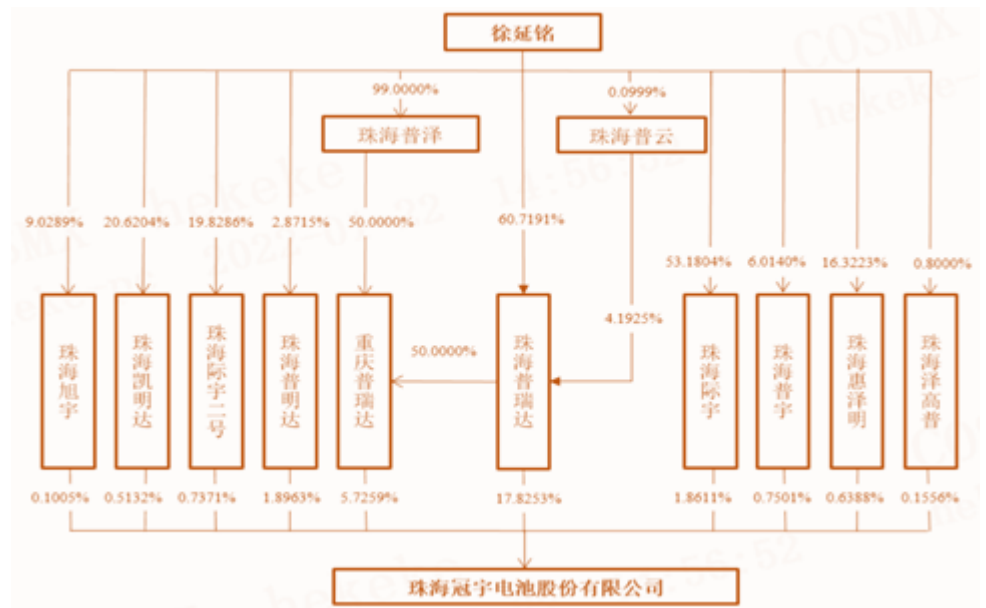 徐延铭
99.0000%
0.0999%
珠海普泽
珠海普云
9.0289%
20.6204%
19.8286%
2.8715%
50.0000%
60.7191%
53.1804%
6.0140%
16.3223%
0.8000%
4.1925%
50.0000%
珠海旭宇
珠海凯明达
珠海际宇二号
珠海普明达
重庆普瑞达
珠海普瑞达
珠海际宇
珠海普宇
珠海惠泽明
珠海泽高普
0.1005%
0.5132%
0.7371%
1.8963%
5.7259%
17.8253%
1.8611%
0.7501%
0.6388%
0.1556%
珠海冠宇电池股份有限公司
COSMX
hekeke
14:56:52